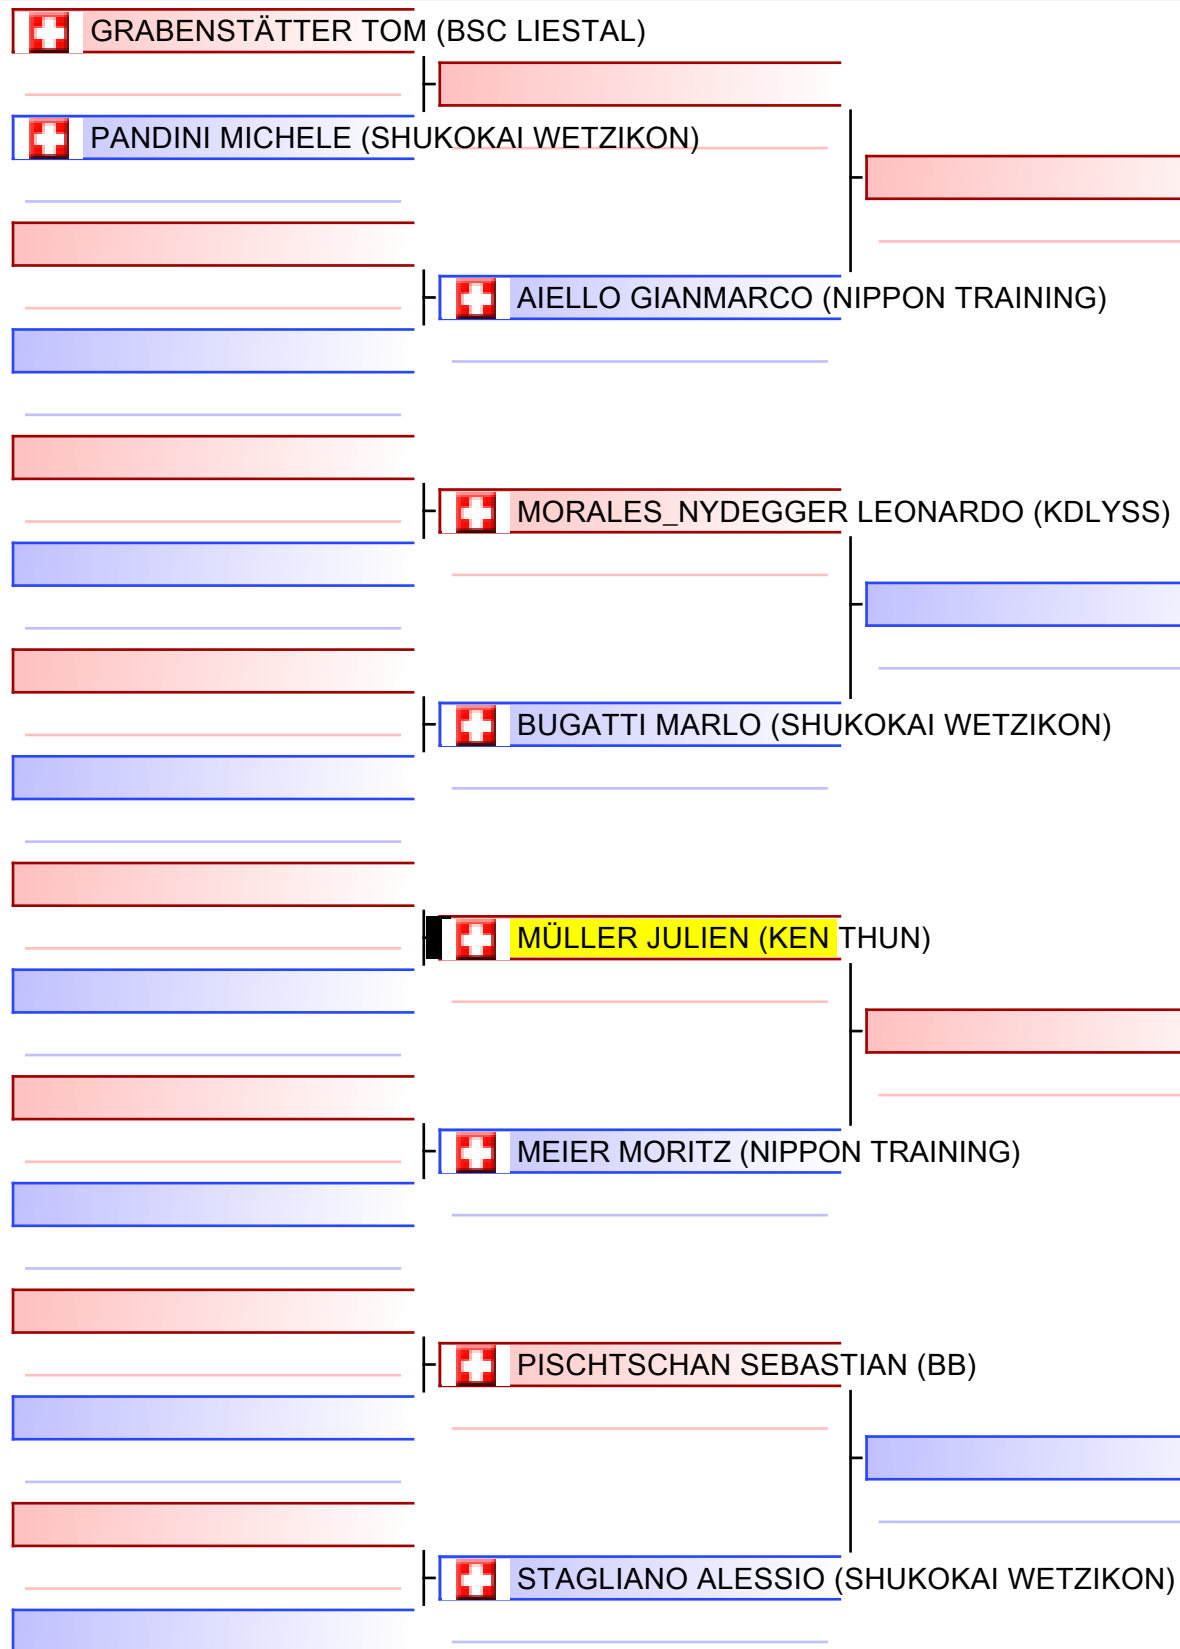 GRABENSTÄTTER TOM (BSC LIESTAL)
PANDINI MICHELE (SHUKOKAI WETZIKON)
AIELLO GIANMARCO (NIPPON TRAINING)
MORALES_NYDEGGER LEONARDO (KDLYSS)
BUGATTI MARLO (SHUKOKAI WETZIKON)
MÜLLER JULIEN (KEN THUN)
MEIER MORITZ (NIPPON TRAINING)
PISCHTSCHAN SEBASTIAN (BB)
STAGLIANO ALESSIO (SHUKOKAI WETZIKON)